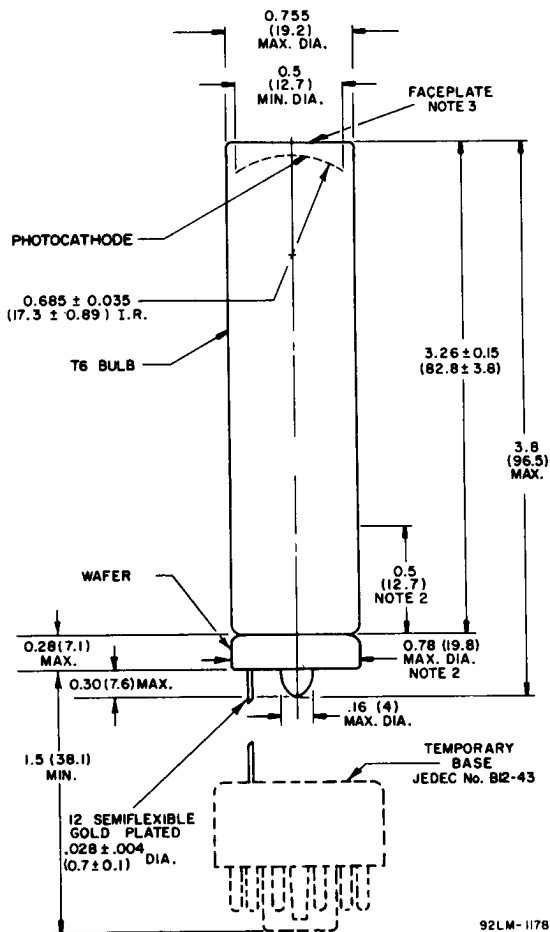 0.755
(19.2)
MAX. DIA.
0.5
(12.7)
MIN. DIA.
FACEPLATE
NOTE 3
PHOTOCATHODE
0.685 ± 0.035
(17.3 ± 0.89) I.R.
T6 BULB
3.26 ± 0.15
(82.8 ± 3.8)
3.8
(96.5)
MAX.
WAFER
0.5
(12.7)
NOTE 2
0.28 (7.1)
MAX.
0.78 (19.8)
MAX. DIA.
NOTE 2
0.30 (7.6) MAX.
.16 (4)
MAX. DIA.
1.5 (38.1)
MIN.
TEMPORARY
BASE
JEDEC No. B12-43
12 SEMIFLEXIBLE
GOLD PLATED
.028 ± .004
(0.7 ± 0.1) DIA.
92LM-1178